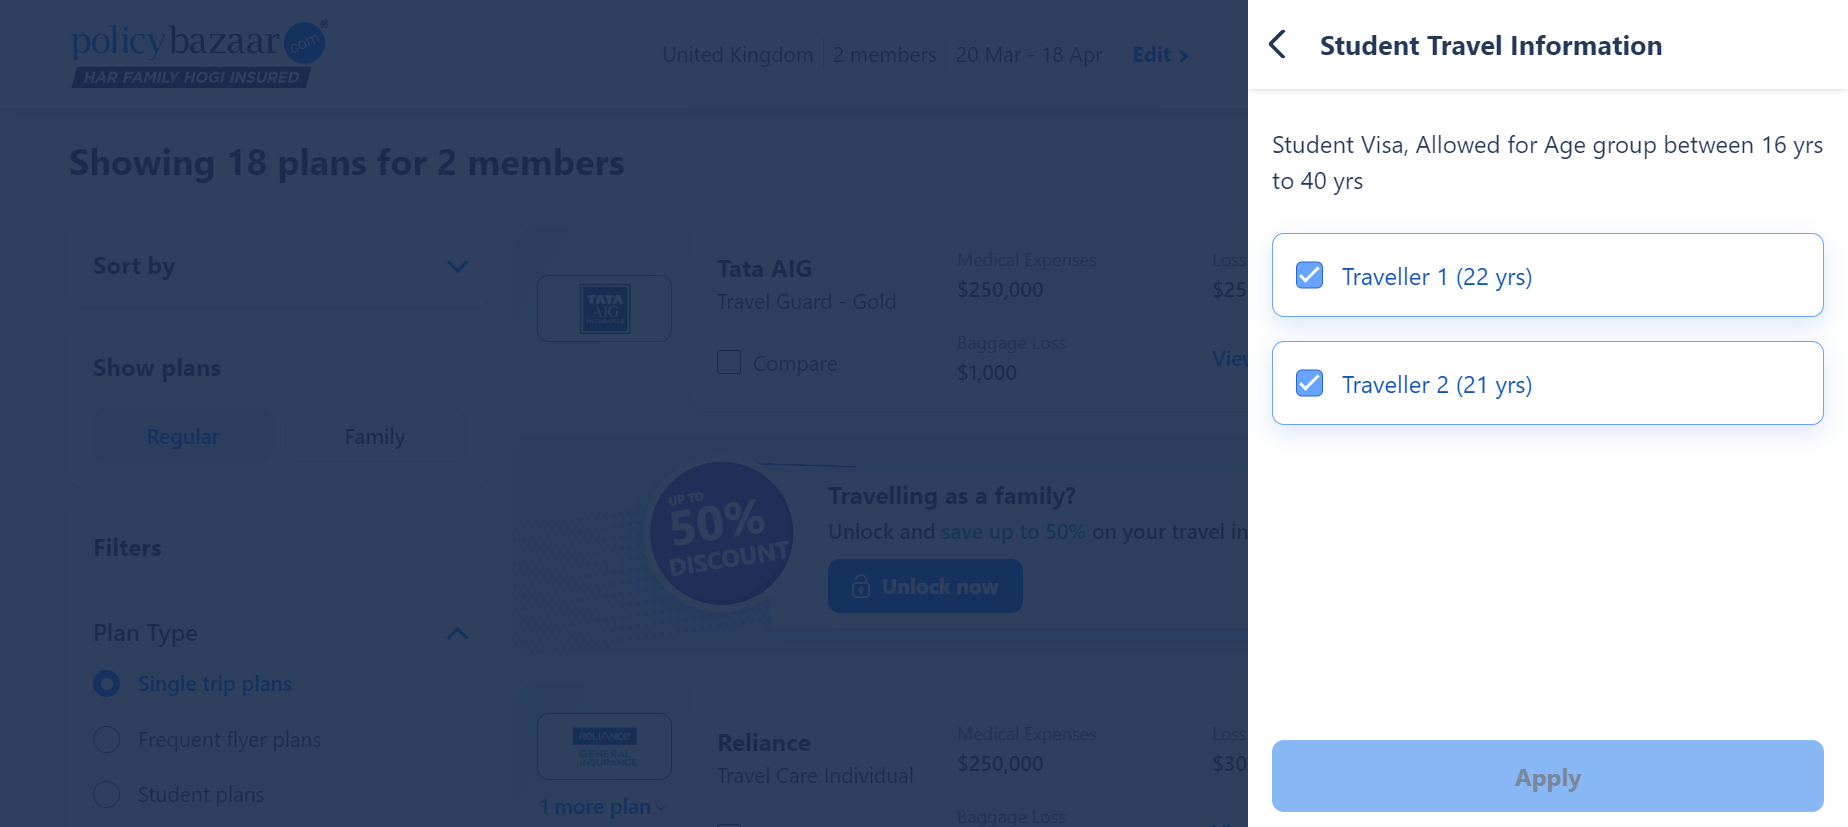 policybazaar.com®
HAR FAMILY HOGI INSURED
United Kingdom 2 members 20 Mar - 18 Apr Edit
Showing 18 plans for 2 members
Sort by
Show plans
Regular Family
Filters
Plan Type
Single trip plans
Frequent flyer plans
Student plans
TATA
AIG
INSURANCE
Tata AIG
Travel Guard - Gold
Compare
Medical Expenses
$250,000
Baggage Loss
$1,000
Loss
$25
View
UP TO
50%
DISCOUNT
Travelling as a family?
Unlock and save up to 50% on your travel in
Unlock now
RELIANCE
GENERAL
INSURANCE
1 more plan
Reliance
Travel Care Individual
Medical Expenses
$250,000
Baggage Loss
Loss
$30
Student Travel Information
Student Visa, Allowed for Age group between 16 yrs
to 40 yrs
Traveller 1 (22 yrs)
Traveller 2 (21 yrs)
Apply